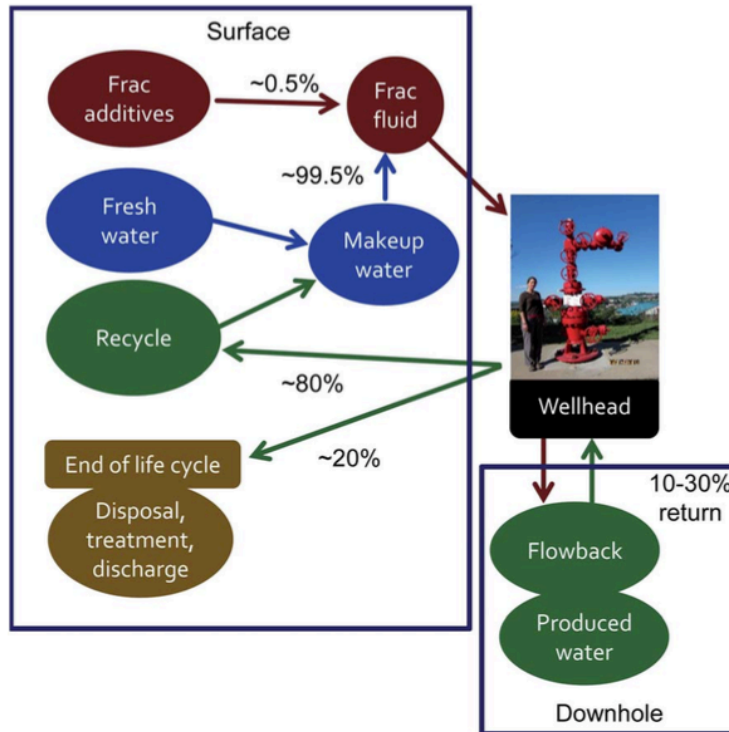 Surface
Frac
additives
~0.5%
Frac
fluid
~99.5%
Fresh
water
Makeup
water
Recycle
~80%
Wellhead
End of life cycle
~20%
Disposal,
treatment,
discharge
10-30%
return
Flowback
Produced
water
Downhole